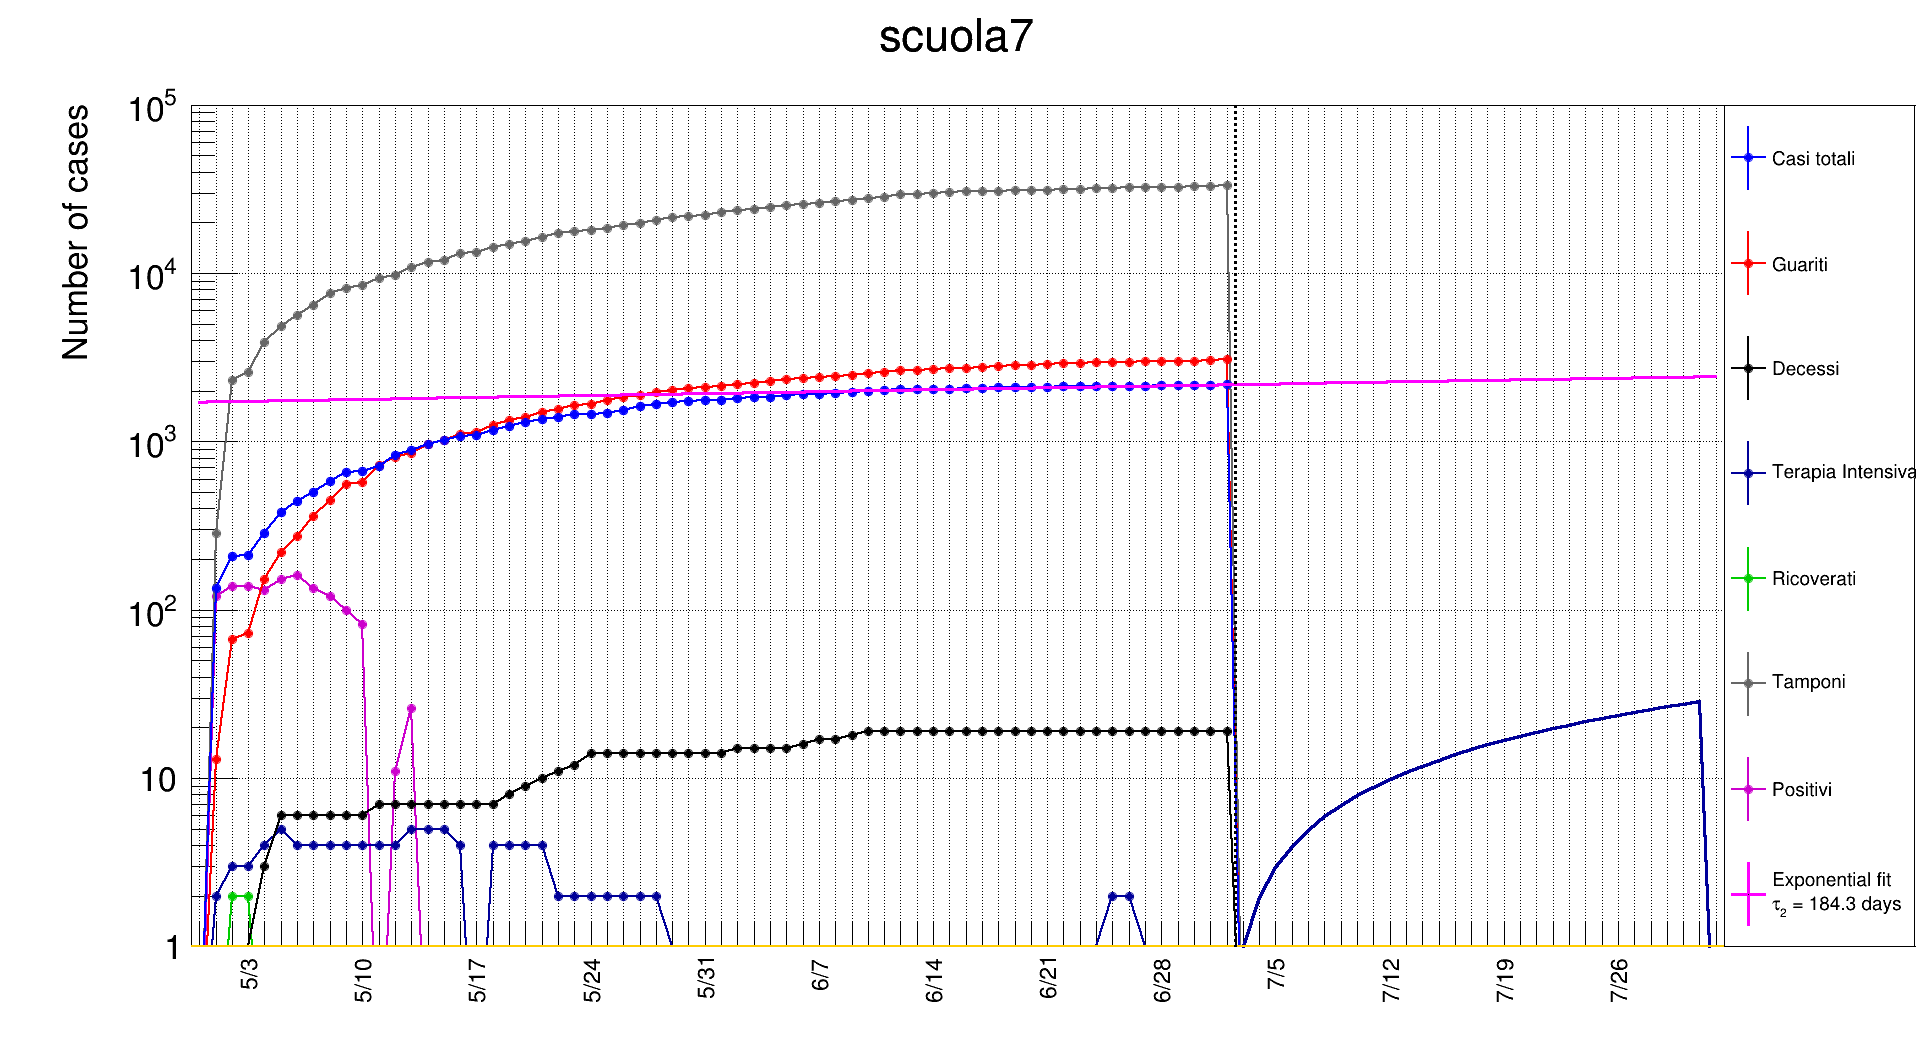 scuola7
Number of cases
10^5
10^4
10^3
10^2
10
1
5/3
5/10
5/17
5/24
5/31
6/7
6/14
6/21
6/28
7/5
7/12
7/19
7/26
Casi totali
Guariti
Decessi
Terapia Intensiva
Ricoverati
Tamponi
Positivi
Exponential fit
τ_2 = 184.3 days